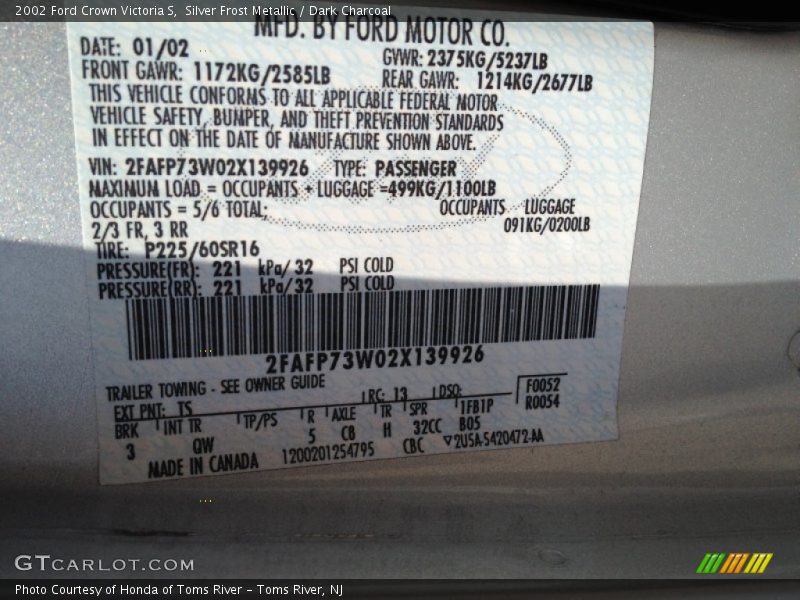 2002 Ford Crown Victoria S, Silver Frost Metallic / Dark Charcoal
MFD. BY FORD MOTOR CO.
DATE: 01/02 GVWR: 2375KG/5237LB
FRONT GAWR: 1172KG/2585LB REAR GAWR: 1214KG/2677LB
THIS VEHICLE CONFORMS TO ALL APPLICABLE FEDERAL MOTOR
VEHICLE SAFETY, BUMPER, AND THEFT PREVENTION STANDARDS
IN EFFECT ON THE DATE OF MANUFACTURE SHOWN ABOVE.
VIN: 2FAFP73W02X139926 TYPE: PASSENGER
MAXIMUM LOAD = OCCUPANTS + LUGGAGE =499KG/1100LB
OCCUPANTS = 5/6 TOTAL; OCCUPANTS LUGGAGE
2/3 FR, 3 RR 091KG/0200LB
TIRE: P225/60SR16
PRESSURE(FR): 221 kPa/ 32 PSI COLD
PRESSURE(RR): 221 kPa/ 32 PSI COLD
2FAFP73W02X139926
TRAILER TOWING - SEE OWNER GUIDE
EXT PNT: TS RC: 13 DSO: F0052
BRK INT TR TP/PS R AXLE TR SPR 1FB1P R0054
3 QW 5 CB H 32CC B05
MADE IN CANADA 1200201254795 CBC ▽2U5A-5420472-AA
GTCARLOT.COM
Photo Courtesy of Honda of Toms River – Toms River, NJ